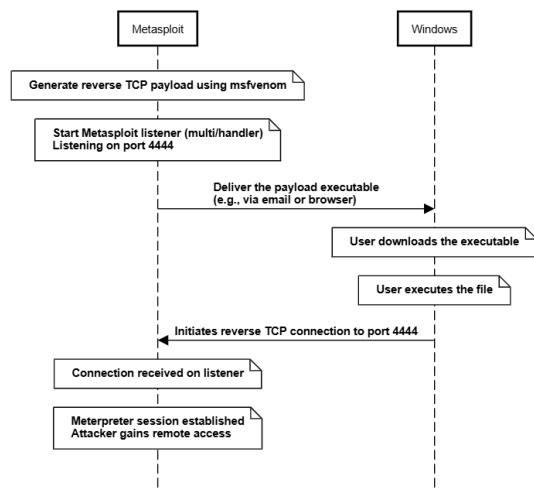 Metasploit
Windows
Generate reverse TCP payload using msfvenom
Start Metasploit listener (multi/handler)
Listening on port 4444
Deliver the payload executable
(e.g., via email or browser)
User downloads the executable
User executes the file
Initiates reverse TCP connection to port 4444
Connection received on listener
Meterpreter session established
Attacker gains remote access